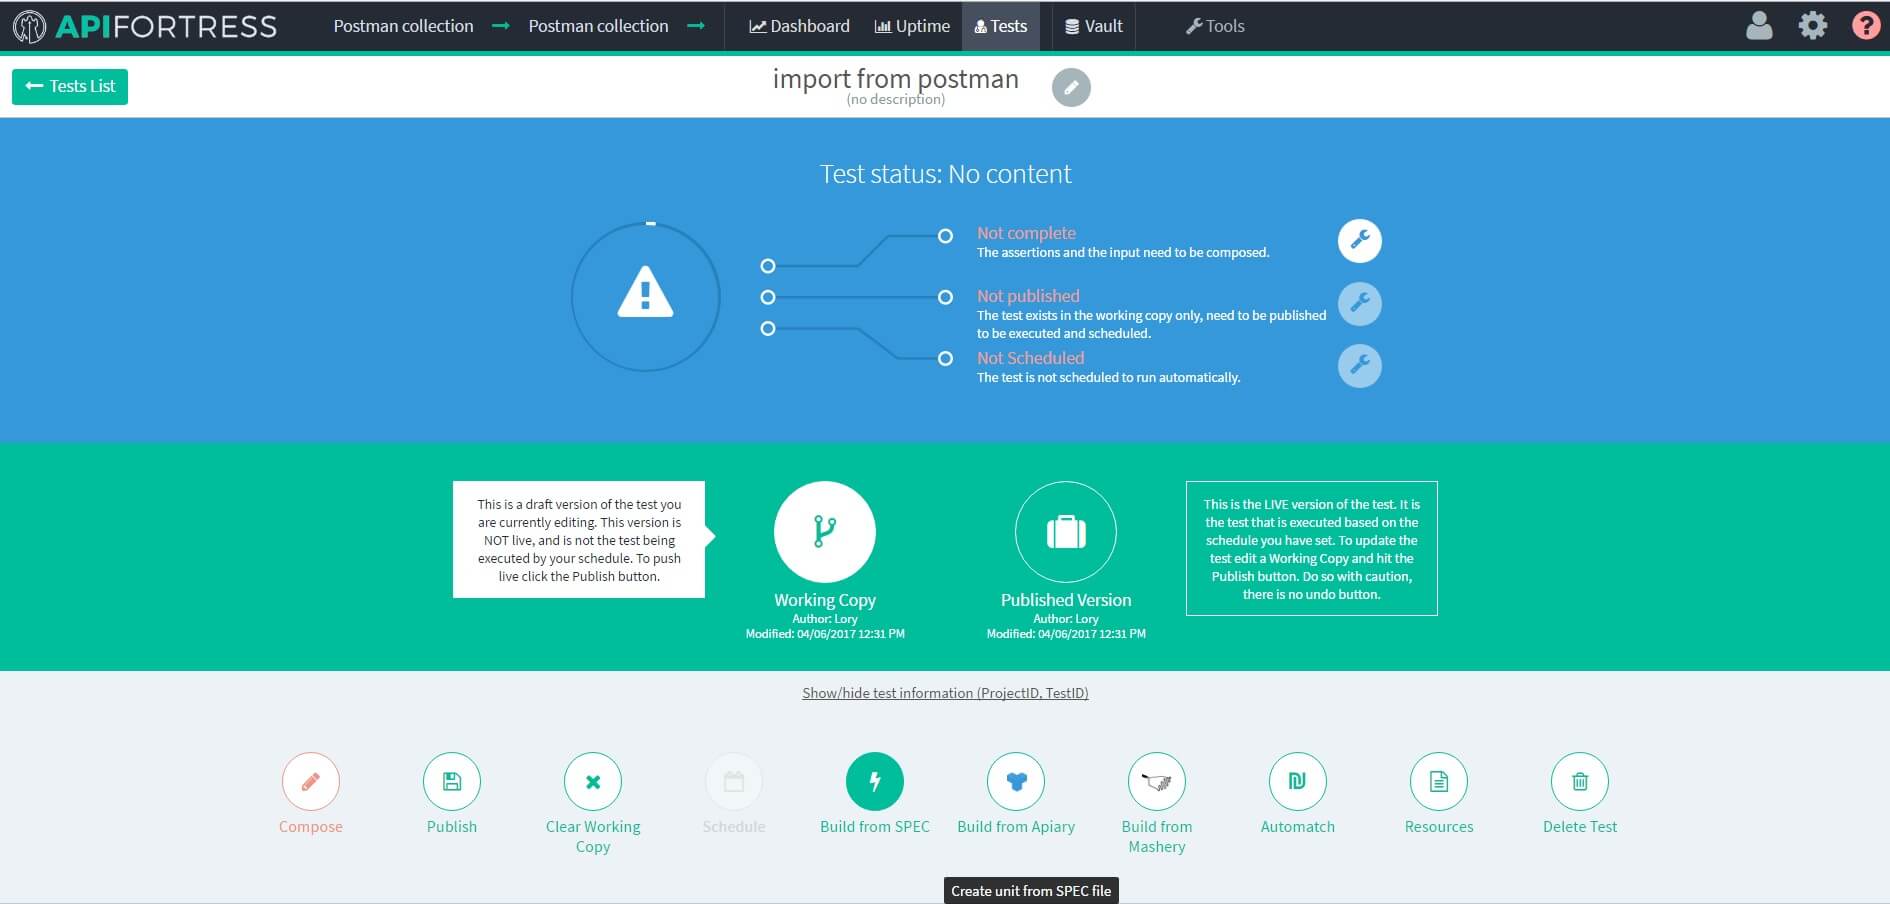 APIFORTRESS
Postman collection → Postman collection → Dashboard Uptime Tests Vault Tools ?
← Tests List
import from postman
(no description)
Test status: No content
Not complete
The assertions and the input need to be composed.
Not published
The test exists in the working copy only, need to be published
to be executed and scheduled.
Not Scheduled
The test is not scheduled to run automatically.
This is a draft version of the test you
are currently editing. This version is
NOT live, and is not the test being
executed by your schedule. To push
live click the Publish button.
Working Copy
Author: Lory
Modified: 04/06/2017 12:31 PM
Published Version
Author: Lory
Modified: 04/06/2017 12:31 PM
This is the LIVE version of the test. It is
the test that is executed based on the
schedule you have set. To update the
test edit a Working Copy and hit the
Publish button. Do so with caution,
there is no undo button.
Show/hide test information (ProjectID, TestID)
Compose
Publish
Clear Working
Copy
Schedule
Build from SPEC
Build from Apiary
Build from
Mashery
Automatch
Resources
Delete Test
Create unit from SPEC file